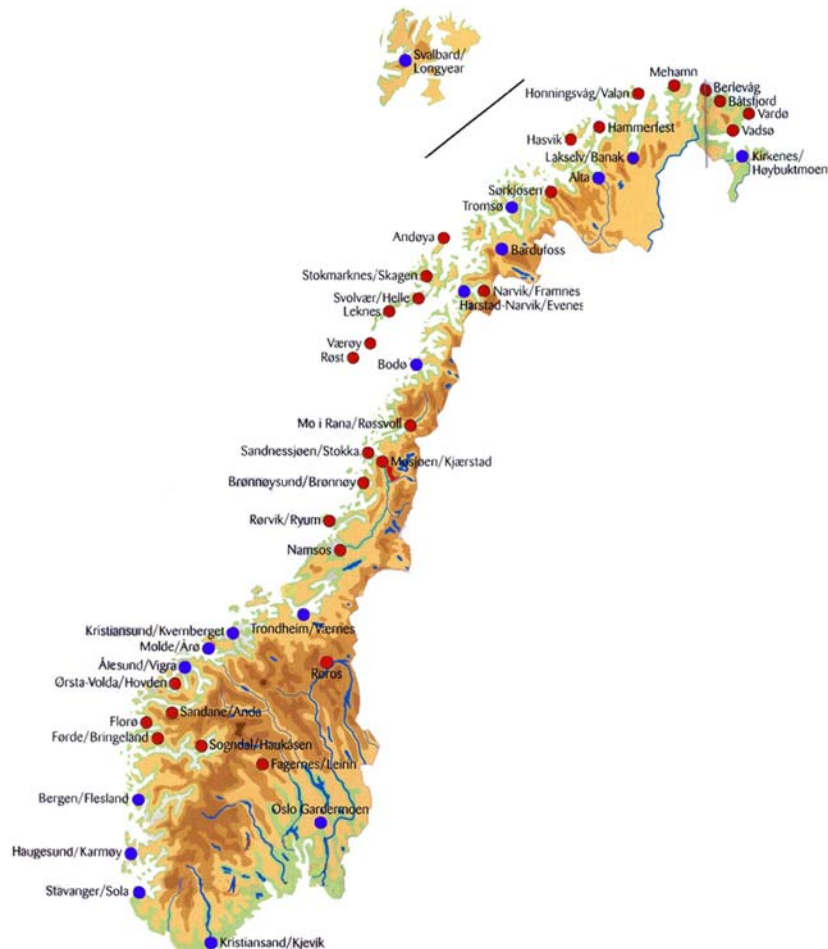 Svalbard/
Longyear
Mehamn
Honningsvåg/Valan
Berlevåg
Båtsfjord
Vardø
Hammerfest
Vadsø
Hasvik
Lakselv/Banak
Kirkenes/
Høybuktmoen
Alta
Sørkjosen
Tromsø
Andøya
Bardufoss
Stokmarknes/Skagen
Svolvær/Helle
Narvik/Framnes
Harstad-Narvik/Evenes
Leknes
Værøy
Røst
Bodø
Mo i Rana/Røssvoll
Sandnessjøen/Stokka
Mosjøen/Kjærstad
Brønnøysund/Brønnøy
Rørvik/Ryum
Namsos
Kristiansund/Kvernberget
Trondheim/Værnes
Molde/Årø
Ålesund/Vigra
Røros
Ørsta-Volda/Hovden
Sandane/Anda
Florø
Førde/Bringeland
Sogndal/Haukåsen
Fagernes/Leirin
Bergen/Flesland
Oslo Gardermoen
Haugesund/Karmøy
Stavanger/Sola
Kristiansand/Kjevik